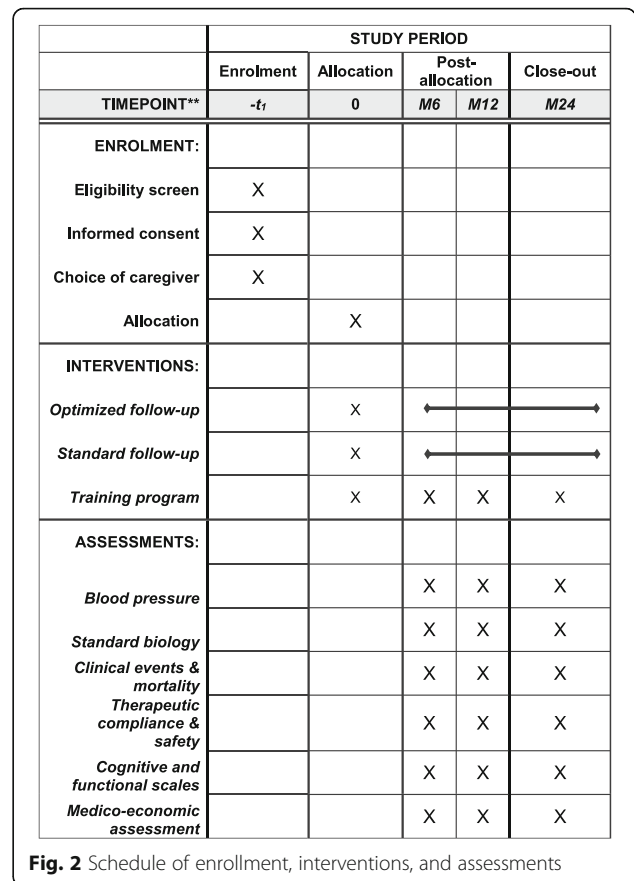 STUDY PERIOD
Enrolment Allocation Post-allocation Close-out
TIMEPOINT** -t1 0 M6 M12 M24
ENROLMENT:
Eligibility screen X
Informed consent X
Choice of caregiver X
Allocation X
INTERVENTIONS:
Optimized follow-up X
Standard follow-up X
Training program X X X X
ASSESSMENTS:
Blood pressure X X X
Standard biology X X X
Clinical events &
mortality X X X
Therapeutic
compliance &
safety X X X
Cognitive and
functional scales X X X
Medico-economic
assessment X X X
Fig. 2 Schedule of enrollment, interventions, and assessments